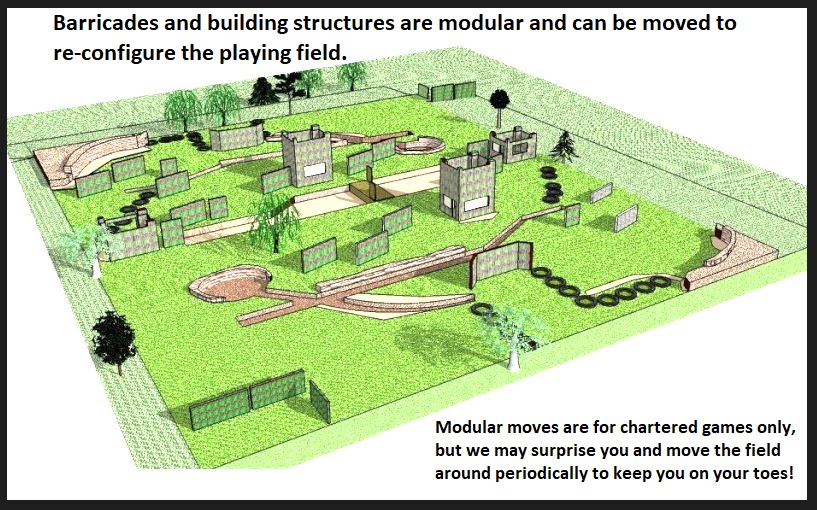 Barricades and building structures are modular and can be moved to
re-configure the playing field.
Modular moves are for chartered games only,
but we may surprise you and move the field
around periodically to keep you on your toes!